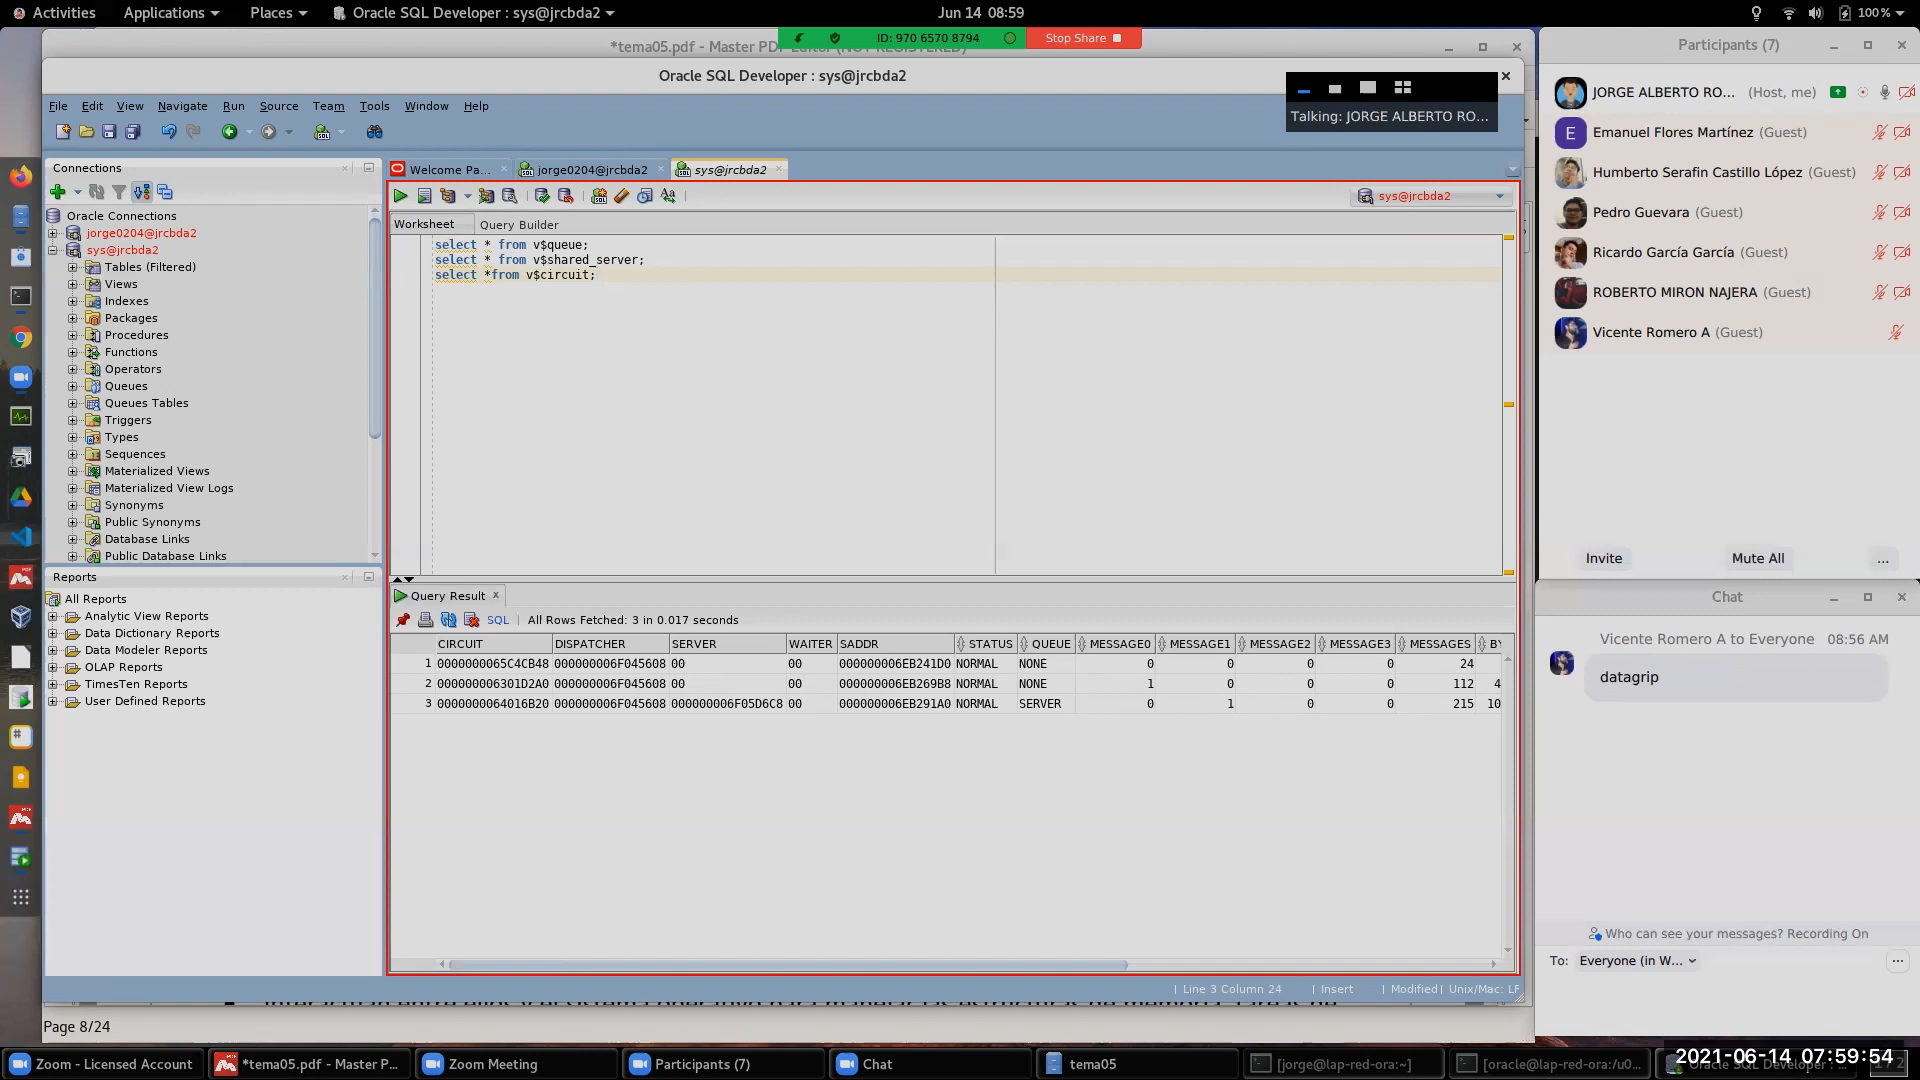 Activities
Applications
Places
Oracle SQL Developer : sys@jrcbda2
Jun 14 08:59
100%
ID: 970 6570 8794
Stop Share
Oracle SQL Developer : sys@jrcbda2
Talking: JORGE ALBERTO RO...
File Edit View Navigate Run Source Team Tools Window Help
Connections
Oracle Connections
jorge0204@jrcbda2
sys@jrcbda2
Tables (Filtered)
Views
Indexes
Packages
Procedures
Functions
Operators
Queues
Queues Tables
Triggers
Types
Sequences
Materialized Views
Materialized View Logs
Synonyms
Public Synonyms
Database Links
Public Database Links
Reports
All Reports
Analytic View Reports
Data Dictionary Reports
Data Modeler Reports
OLAP Reports
TimesTen Reports
User Defined Reports
Welcome Pa...
jorge0204@jrcbda2
sys@jrcbda2
sys@jrcbda2
Worksheet
Query Builder
select * from v$queue;
select * from v$shared_server;
select *from v$circuit;
Query Result
SQL
All Rows Fetched: 3 in 0.017 seconds
CIRCUIT DISPATCHER SERVER WAITER SADDR STATUS QUEUE MESSAGE0 MESSAGE1 MESSAGE2 MESSAGE3 MESSAGES BY
1 0000000065C4CB48 000000006F045608 00 00 000000006EB241D0 NORMAL NONE 0 0 0 0 24
2 000000006301D2A0 000000006F045608 00 00 000000006EB269B8 NORMAL NONE 1 0 0 0 112 4
3 0000000064016B20 000000006F045608 000000006F05D6C8 00 000000006EB291A0 NORMAL SERVER 0 1 0 0 215 10
Line 3 Column 24
Insert
Modified
Unix/Mac: LF
Page 8/24
Participants (7)
JORGE ALBERTO RO... (Host, me)
E
Emanuel Flores Martínez (Guest)
Humberto Serafin Castillo López (Guest)
Pedro Guevara (Guest)
Ricardo García García (Guest)
ROBERTO MIRON NAJERA (Guest)
Vicente Romero A (Guest)
Invite
Mute All
...
Chat
Vicente Romero A to Everyone 08:56 AM
datagrip
Who can see your messages? Recording On
To: Everyone (in W...
Zoom - Licensed Account
*tema05.pdf - Master P...
Zoom Meeting
Participants (7)
Chat
tema05
[jorge@lap-red-ora:~]
[oracle@lap-red-ora:/u0...
2021-06-14 07:59:54